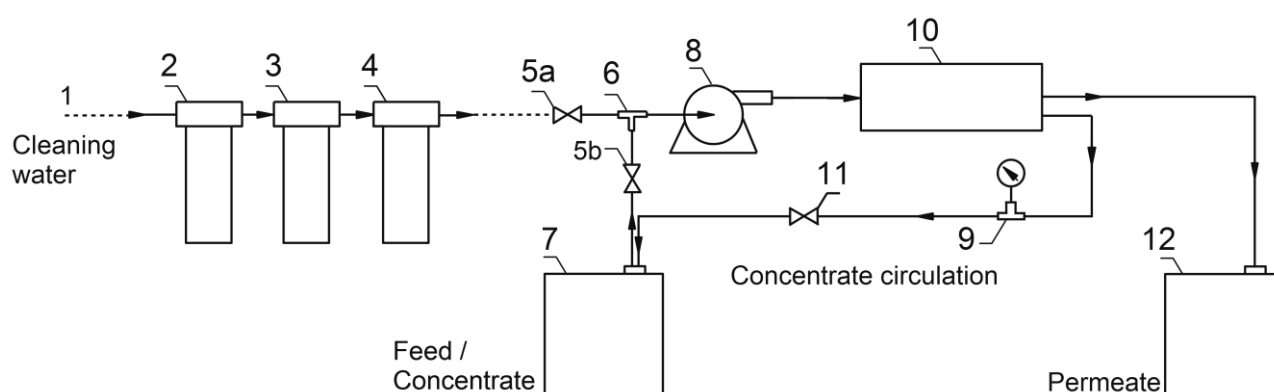 1
2
3
4
5a
6
8
10
Cleaning
water
5b
11
9
7
12
Concentrate circulation
Feed /
Concentrate
Permeate